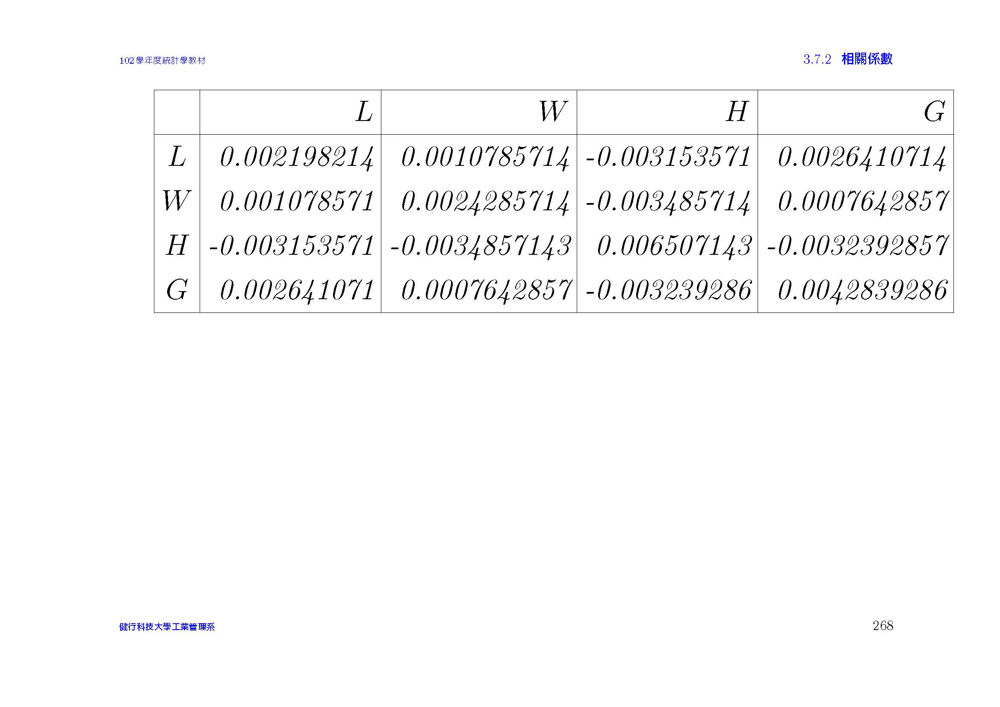 102學年度統計學教材
3.7.2 相關係數
L W H G
L 0.002198214 0.0010785714 -0.003153571 0.0026410714
W 0.001078571 0.0024285714 -0.003485714 0.0007642857
H -0.003153571 -0.0034857143 0.006507143 -0.0032392857
G 0.002641071 0.0007642857 -0.003239286 0.0042839286
健行科技大學工業管理系
268